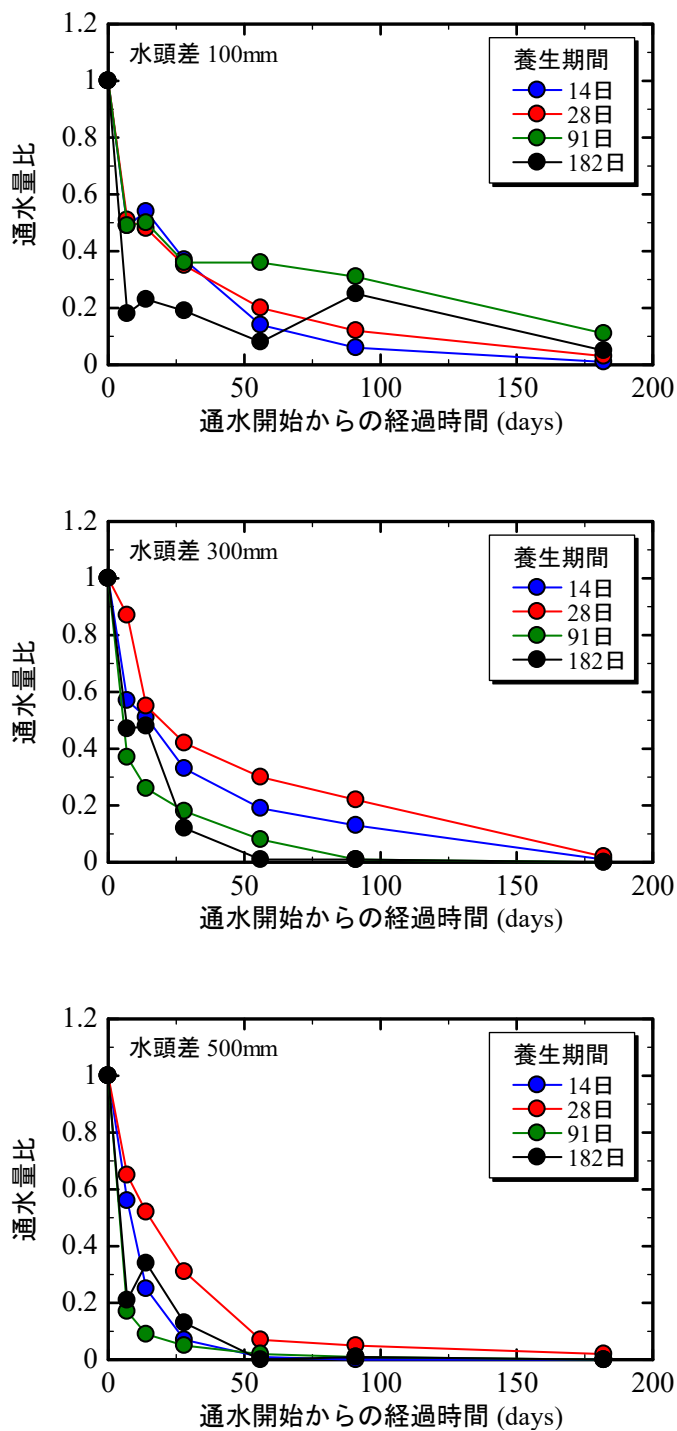 1.2
水頭差 100mm
養生期間
14日
28日
91日
182日
1
0.8
0.6
0.4
0.2
0
通水量比
0 50 100 150 200
通水開始からの経過時間 (days)
1.2
水頭差 300mm
養生期間
14日
28日
91日
182日
1
0.8
0.6
0.4
0.2
0
通水量比
0 50 100 150 200
通水開始からの経過時間 (days)
1.2
水頭差 500mm
養生期間
14日
28日
91日
182日
1
0.8
0.6
0.4
0.2
0
通水量比
0 50 100 150 200
通水開始からの経過時間 (days)